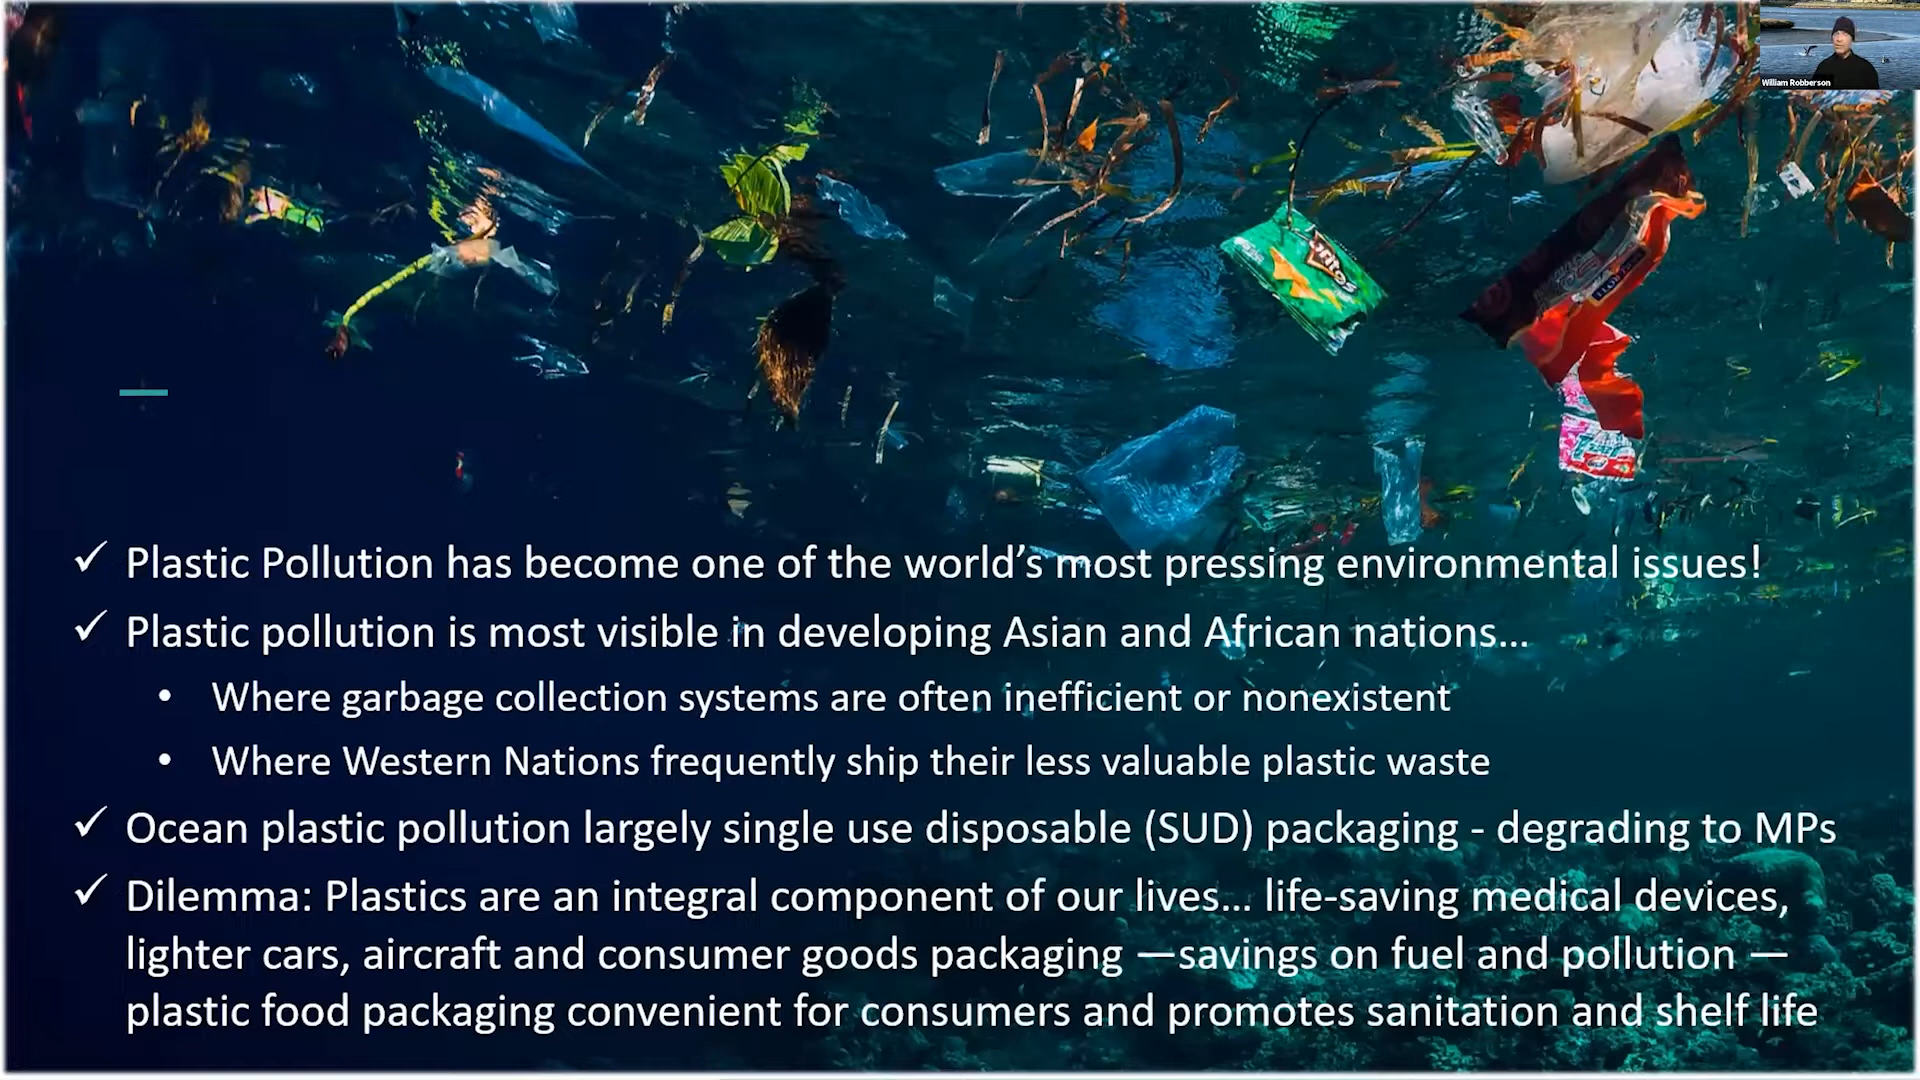 William Robberson
Doritos
✓ Plastic Pollution has become one of the world’s most pressing environmental issues!
✓ Plastic pollution is most visible in developing Asian and African nations…
• Where garbage collection systems are often inefficient or nonexistent
• Where Western Nations frequently ship their less valuable plastic waste
✓ Ocean plastic pollution largely single use disposable (SUD) packaging - degrading to MPs
✓ Dilemma: Plastics are an integral component of our lives… life-saving medical devices,
lighter cars, aircraft and consumer goods packaging —savings on fuel and pollution —
plastic food packaging convenient for consumers and promotes sanitation and shelf life